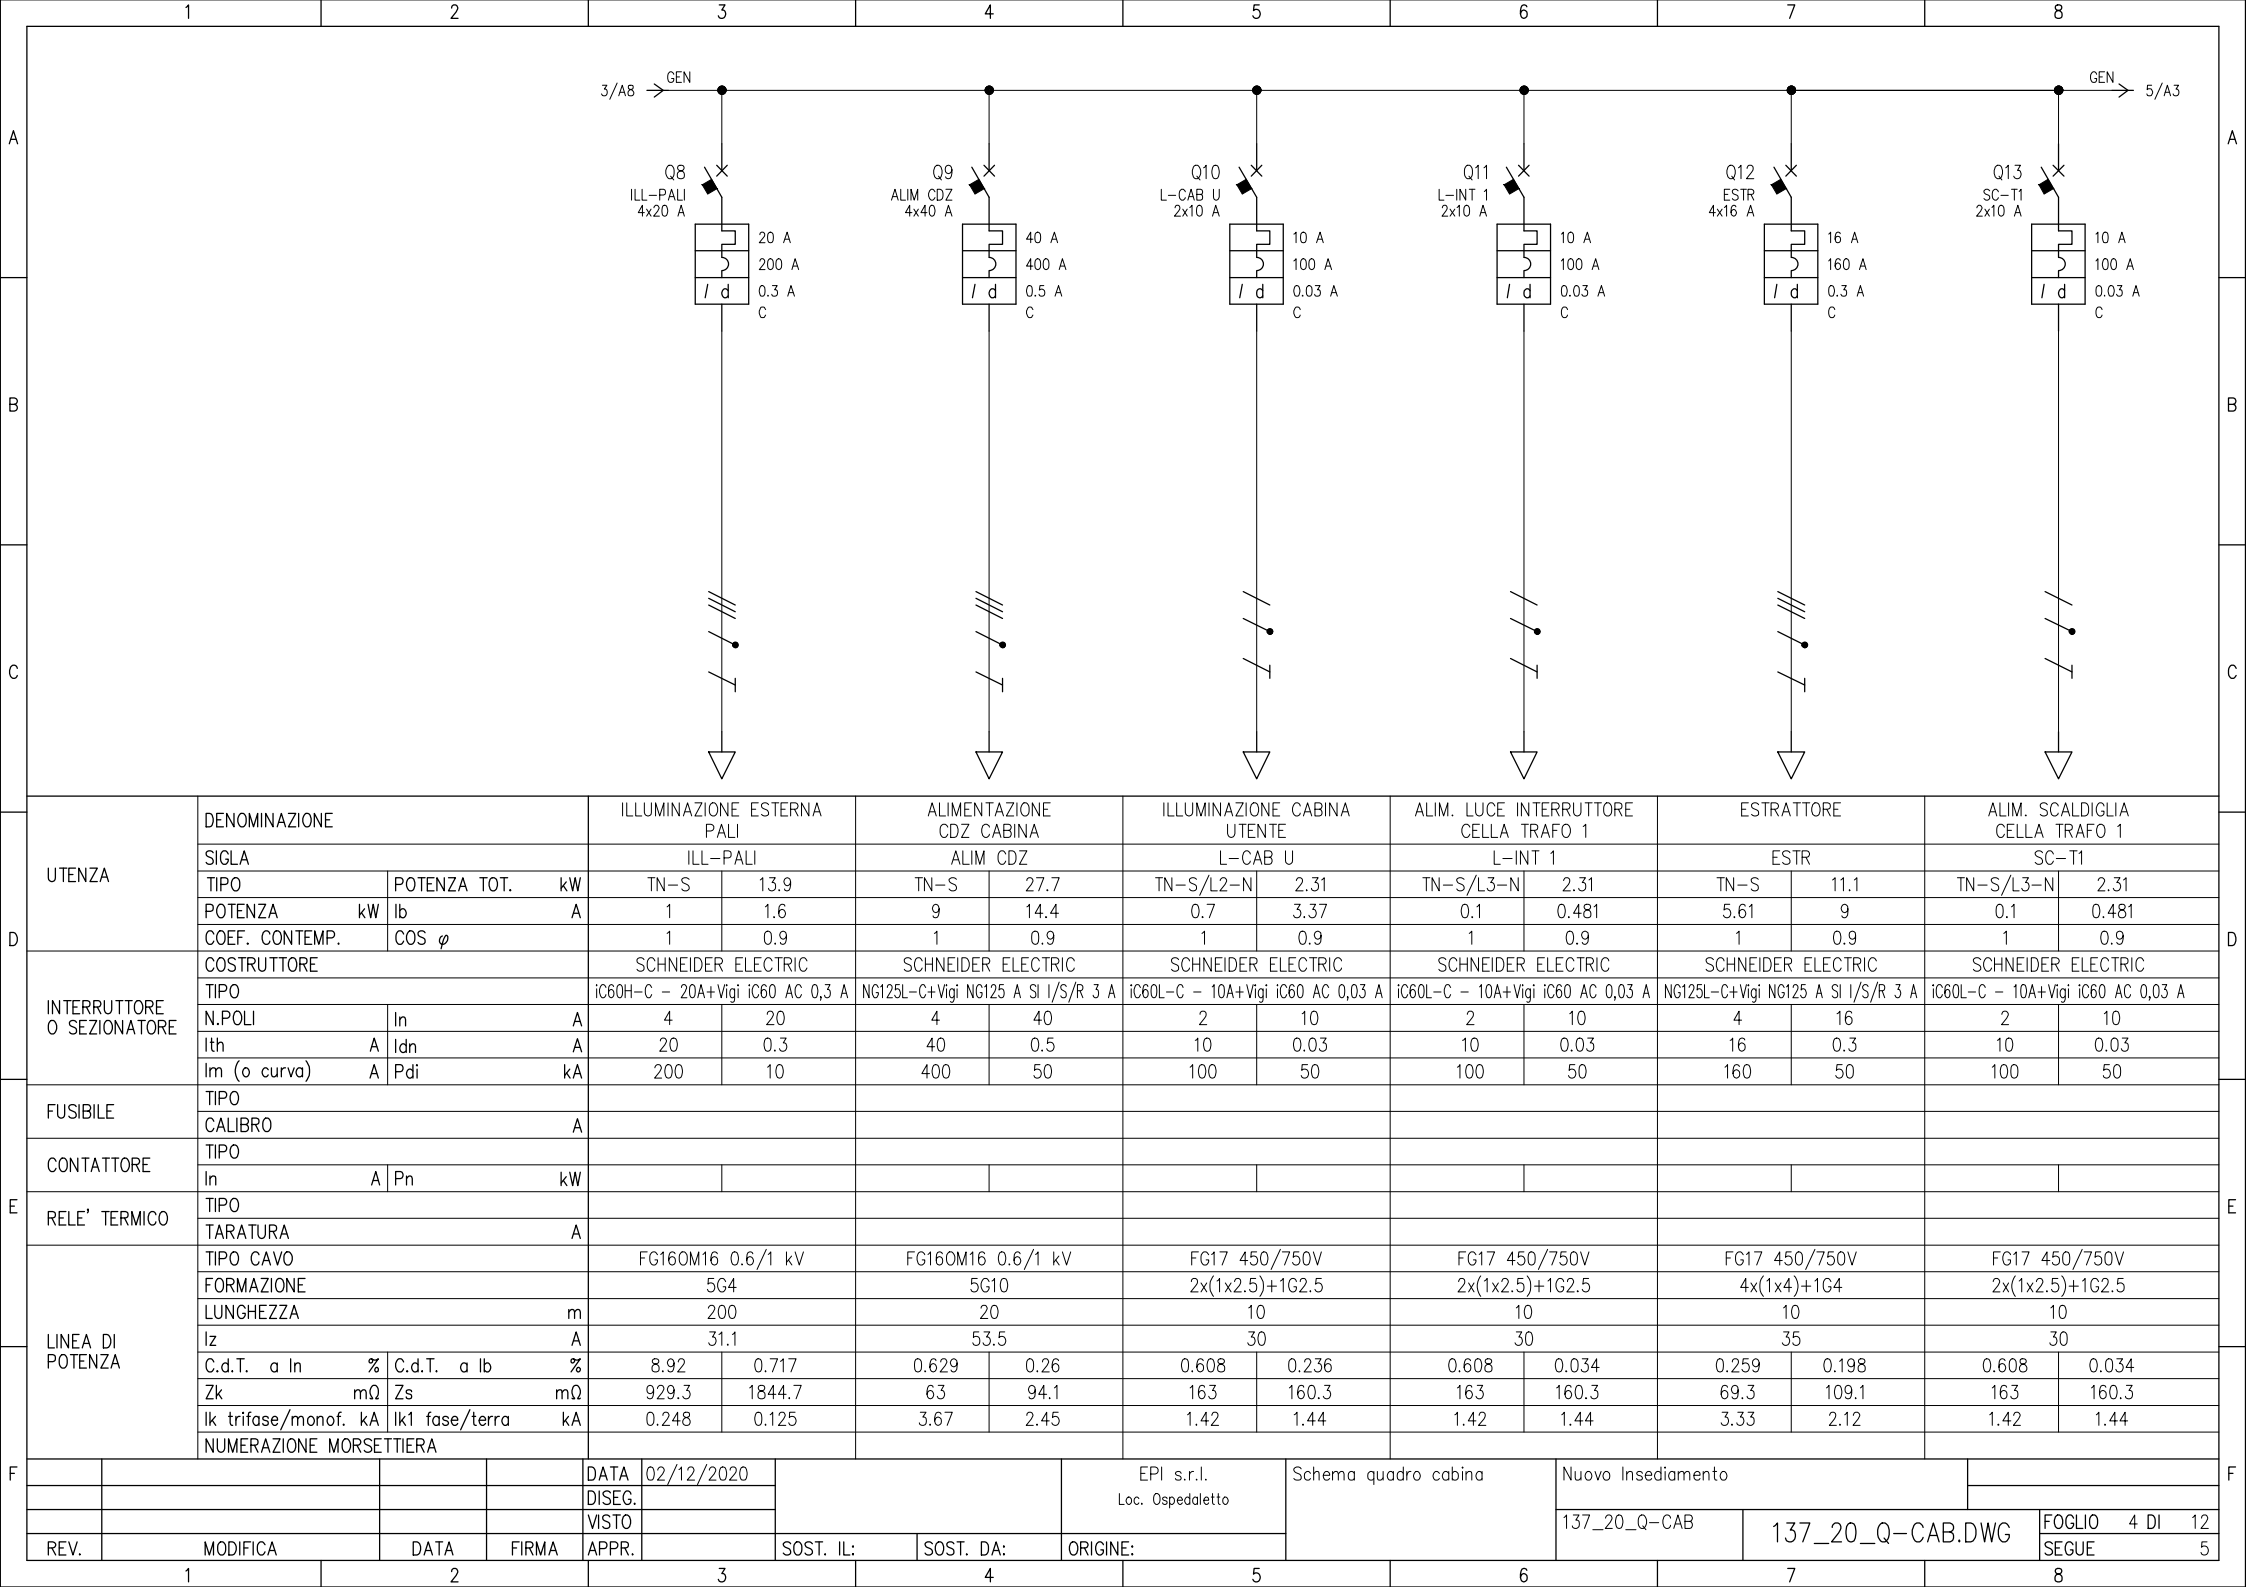 1 2 3 4 5 6 7 8
3/A8 GEN GEN 5/A3
A A
Q8 Q9 Q10 Q11 Q12 Q13
ILL-PALI ALIM CDZ L-CAB U L-INT 1 ESTR SC-T1
4x20 A 4x40 A 2x10 A 2x10 A 4x16 A 2x10 A
20 A 40 A 10 A 10 A 16 A 10 A
200 A 400 A 100 A 100 A 160 A 100 A
I d 0.3 A I d 0.5 A I d 0.03 A I d 0.03 A I d 0.3 A I d 0.03 A
C C C C C C
B B
C C
UTENZA
DENOMINAZIONE ILLUMINAZIONE ESTERNA PALI ALIMENTAZIONE CDZ CABINA ILLUMINAZIONE CABINA UTENTE ALIM. LUCE INTERRUTTORE CELLA TRAFO 1 ESTRATTORE ALIM. SCALDIGLIA CELLA TRAFO 1
SIGLA ILL-PALI ALIM CDZ L-CAB U L-INT 1 ESTR SC-T1
TIPO POTENZA TOT. kW TN-S 13.9 TN-S 27.7 TN-S/L2-N 2.31 TN-S/L3-N 2.31 TN-S 11.1 TN-S/L3-N 2.31
POTENZA kW Ib A 1 1.6 9 14.4 0.7 3.37 0.1 0.481 5.61 9 0.1 0.481
D COEF. CONTEMP. COS φ 1 0.9 1 0.9 1 0.9 1 0.9 1 0.9 1 0.9 D
INTERRUTTORE
O SEZIONATORE
COSTRUTTORE SCHNEIDER ELECTRIC SCHNEIDER ELECTRIC SCHNEIDER ELECTRIC SCHNEIDER ELECTRIC SCHNEIDER ELECTRIC SCHNEIDER ELECTRIC
TIPO iC60H-C - 20A+Vigi iC60 AC 0,3 A NG125L-C+Vigi NG125 A SI I/S/R 3 A iC60L-C - 10A+Vigi iC60 AC 0,03 A iC60L-C - 10A+Vigi iC60 AC 0,03 A NG125L-C+Vigi NG125 A SI I/S/R 3 A iC60L-C - 10A+Vigi iC60 AC 0,03 A
N.POLI In A 4 20 4 40 2 10 2 10 4 16 2 10
Ith A Idn A 20 0.3 40 0.5 10 0.03 10 0.03 16 0.3 10 0.03
Im (o curva) A Pdi kA 200 10 400 50 100 50 100 50 160 50 100 50
FUSIBILE
TIPO
CALIBRO A
CONTATTORE
TIPO
In A Pn kW
E E
RELE' TERMICO
TIPO
TARATURA A
LINEA DI
POTENZA
TIPO CAVO FG16OM16 0.6/1 kV FG16OM16 0.6/1 kV FG17 450/750V FG17 450/750V FG17 450/750V FG17 450/750V
FORMAZIONE 5G4 5G10 2x(1x2.5)+1G2.5 2x(1x2.5)+1G2.5 4x(1x4)+1G4 2x(1x2.5)+1G2.5
LUNGHEZZA m 200 20 10 10 10 10
Iz A 31.1 53.5 30 30 35 30
C.d.T. a In % C.d.T. a Ib % 8.92 0.717 0.629 0.26 0.608 0.236 0.608 0.034 0.259 0.198 0.608 0.034
Zk mΩ Zs mΩ 929.3 1844.7 63 94.1 163 160.3 163 160.3 69.3 109.1 163 160.3
Ik trifase/monof. kA Ik1 fase/terra kA 0.248 0.125 3.67 2.45 1.42 1.44 1.42 1.44 3.33 2.12 1.42 1.44
NUMERAZIONE MORSETTIERA
F DATA 02/12/2020 EPI s.r.l. Schema quadro cabina Nuovo Insediamento F
DISEG. Loc. Ospedaletto
VISTO 137_20_Q-CAB 137_20_Q-CAB.DWG FOGLIO 4 DI 12
REV. MODIFICA DATA FIRMA APPR. SOST. IL: SOST. DA: ORIGINE: SEGUE 5
1 2 3 4 5 6 7 8